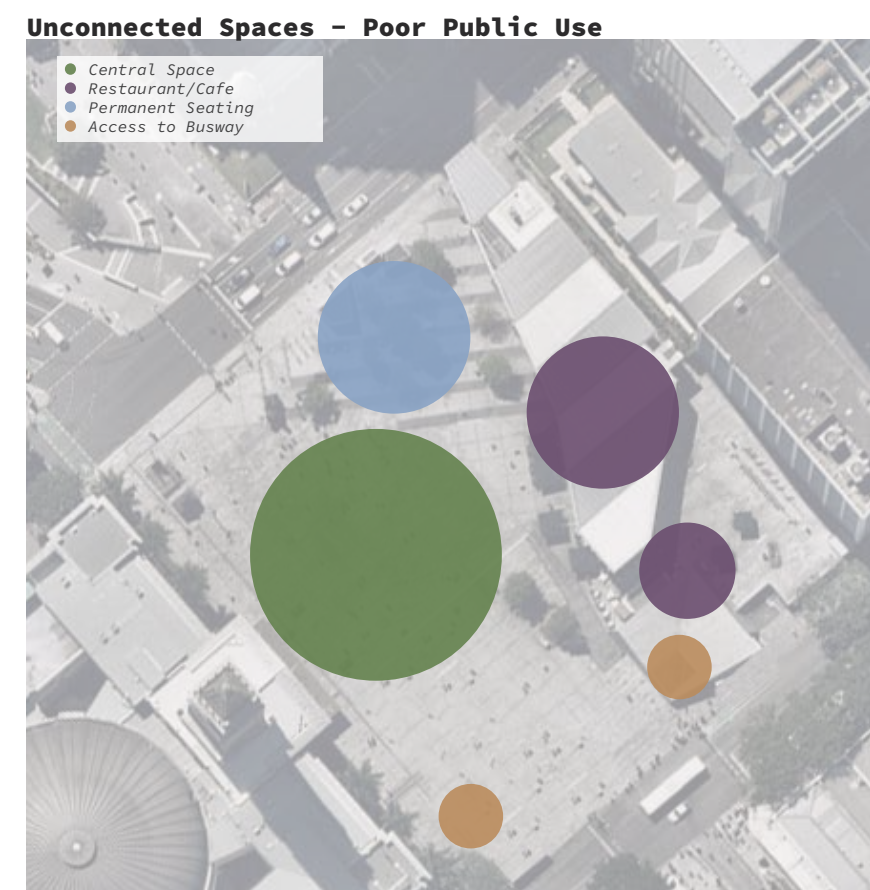 Unconnected Spaces - Poor Public Use
Central Space
Restaurant/Cafe
Permanent Seating
Access to Busway